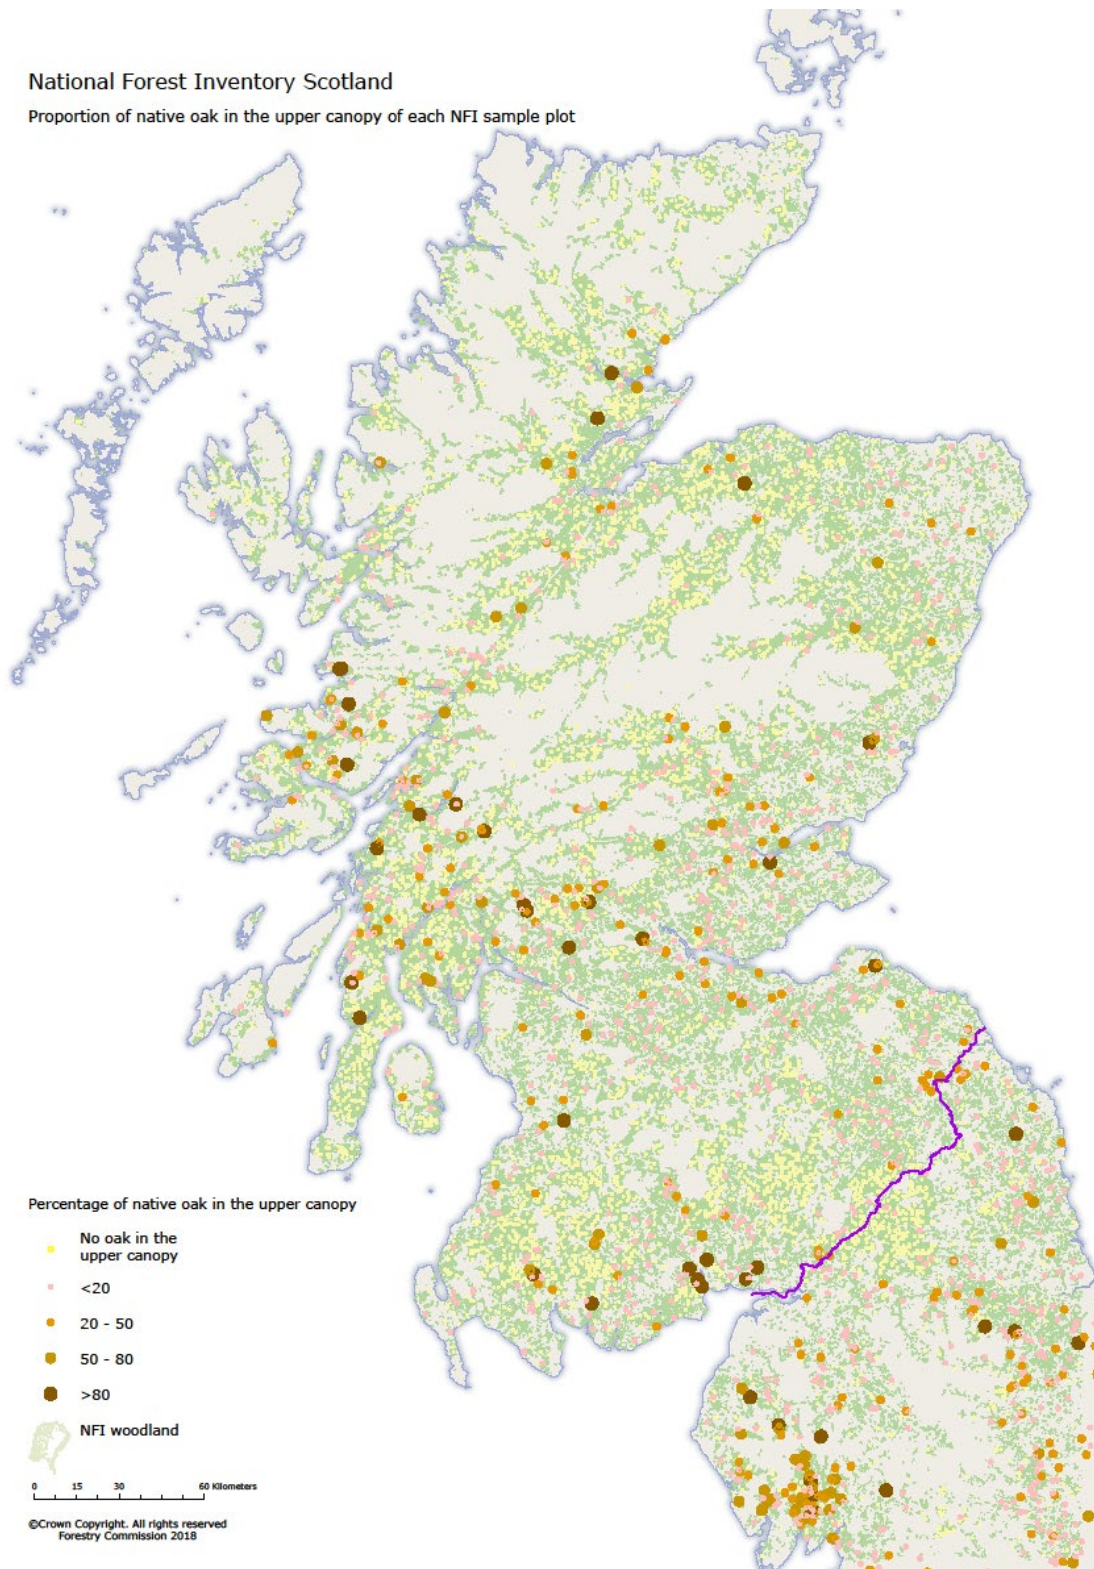 National Forest Inventory Scotland
Proportion of native oak in the upper canopy of each NFI sample plot
Percentage of native oak in the upper canopy
No oak in the
upper canopy
<20
20 - 50
50 - 80
>80
NFI woodland
0 15 30 60 Kilometers
©Crown Copyright. All rights reserved
Forestry Commission 2018